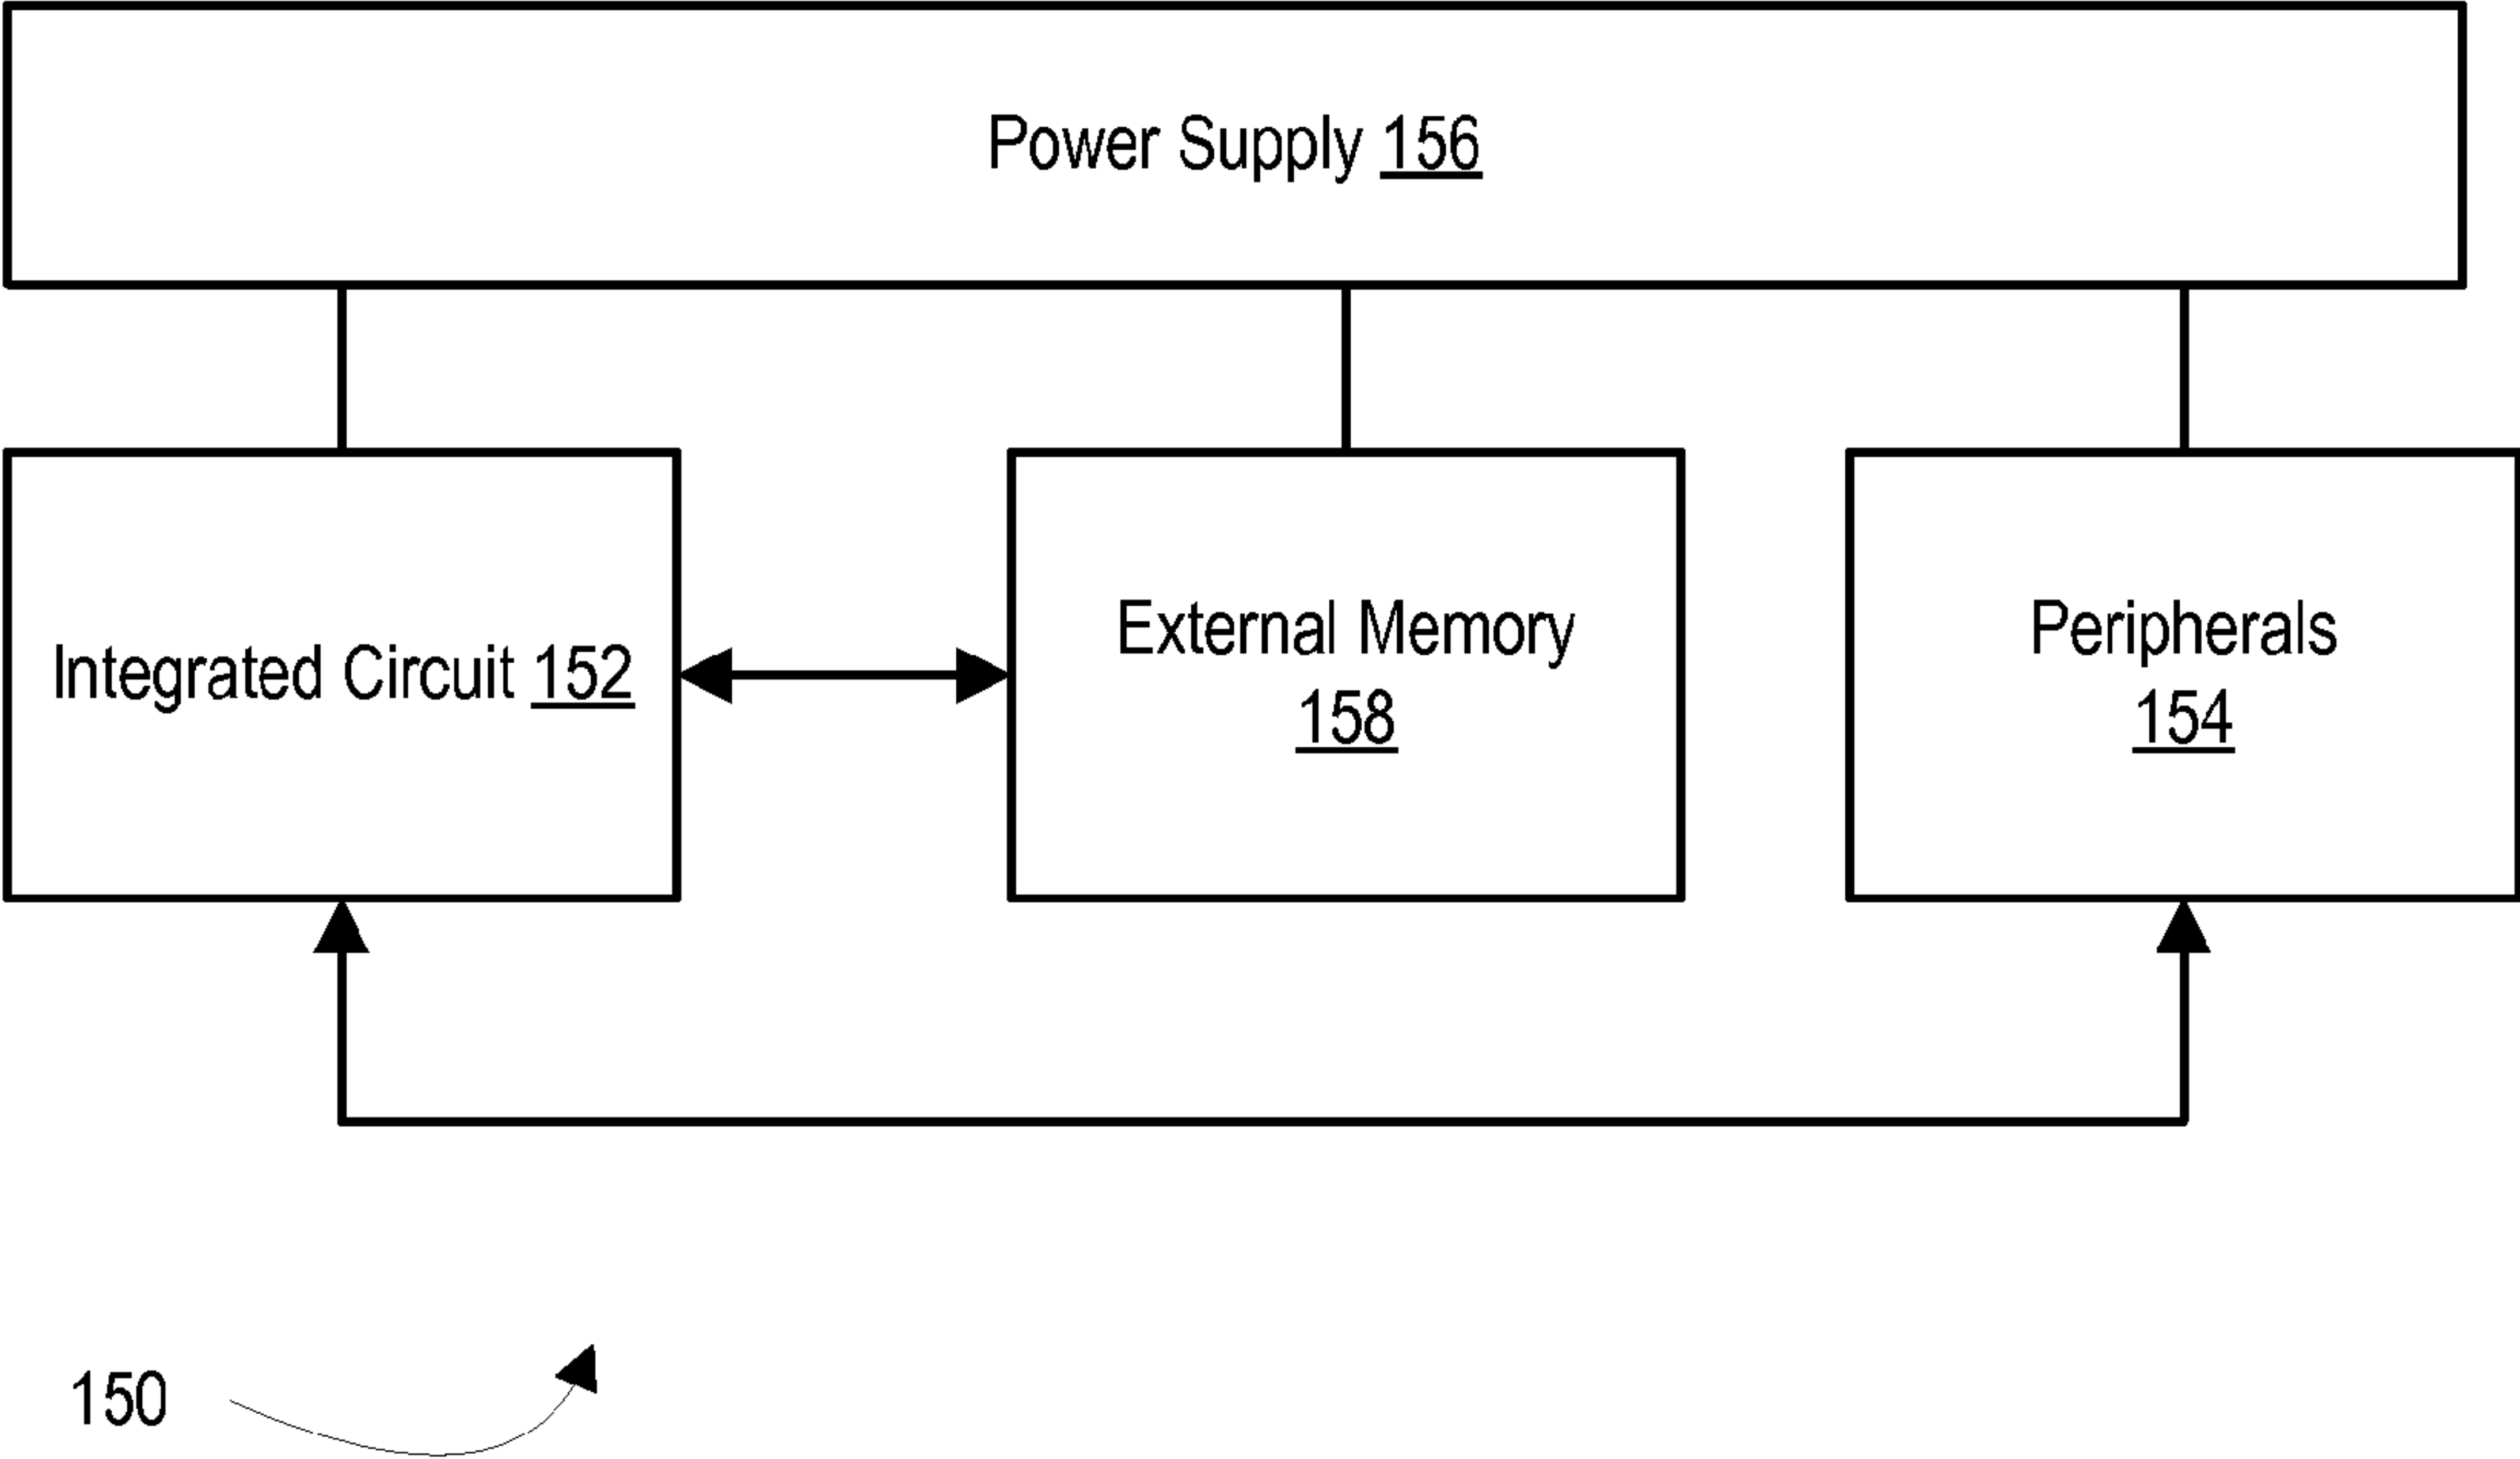 Power Supply 156
Integrated Circuit 152
External Memory
158
Peripherals
154
150